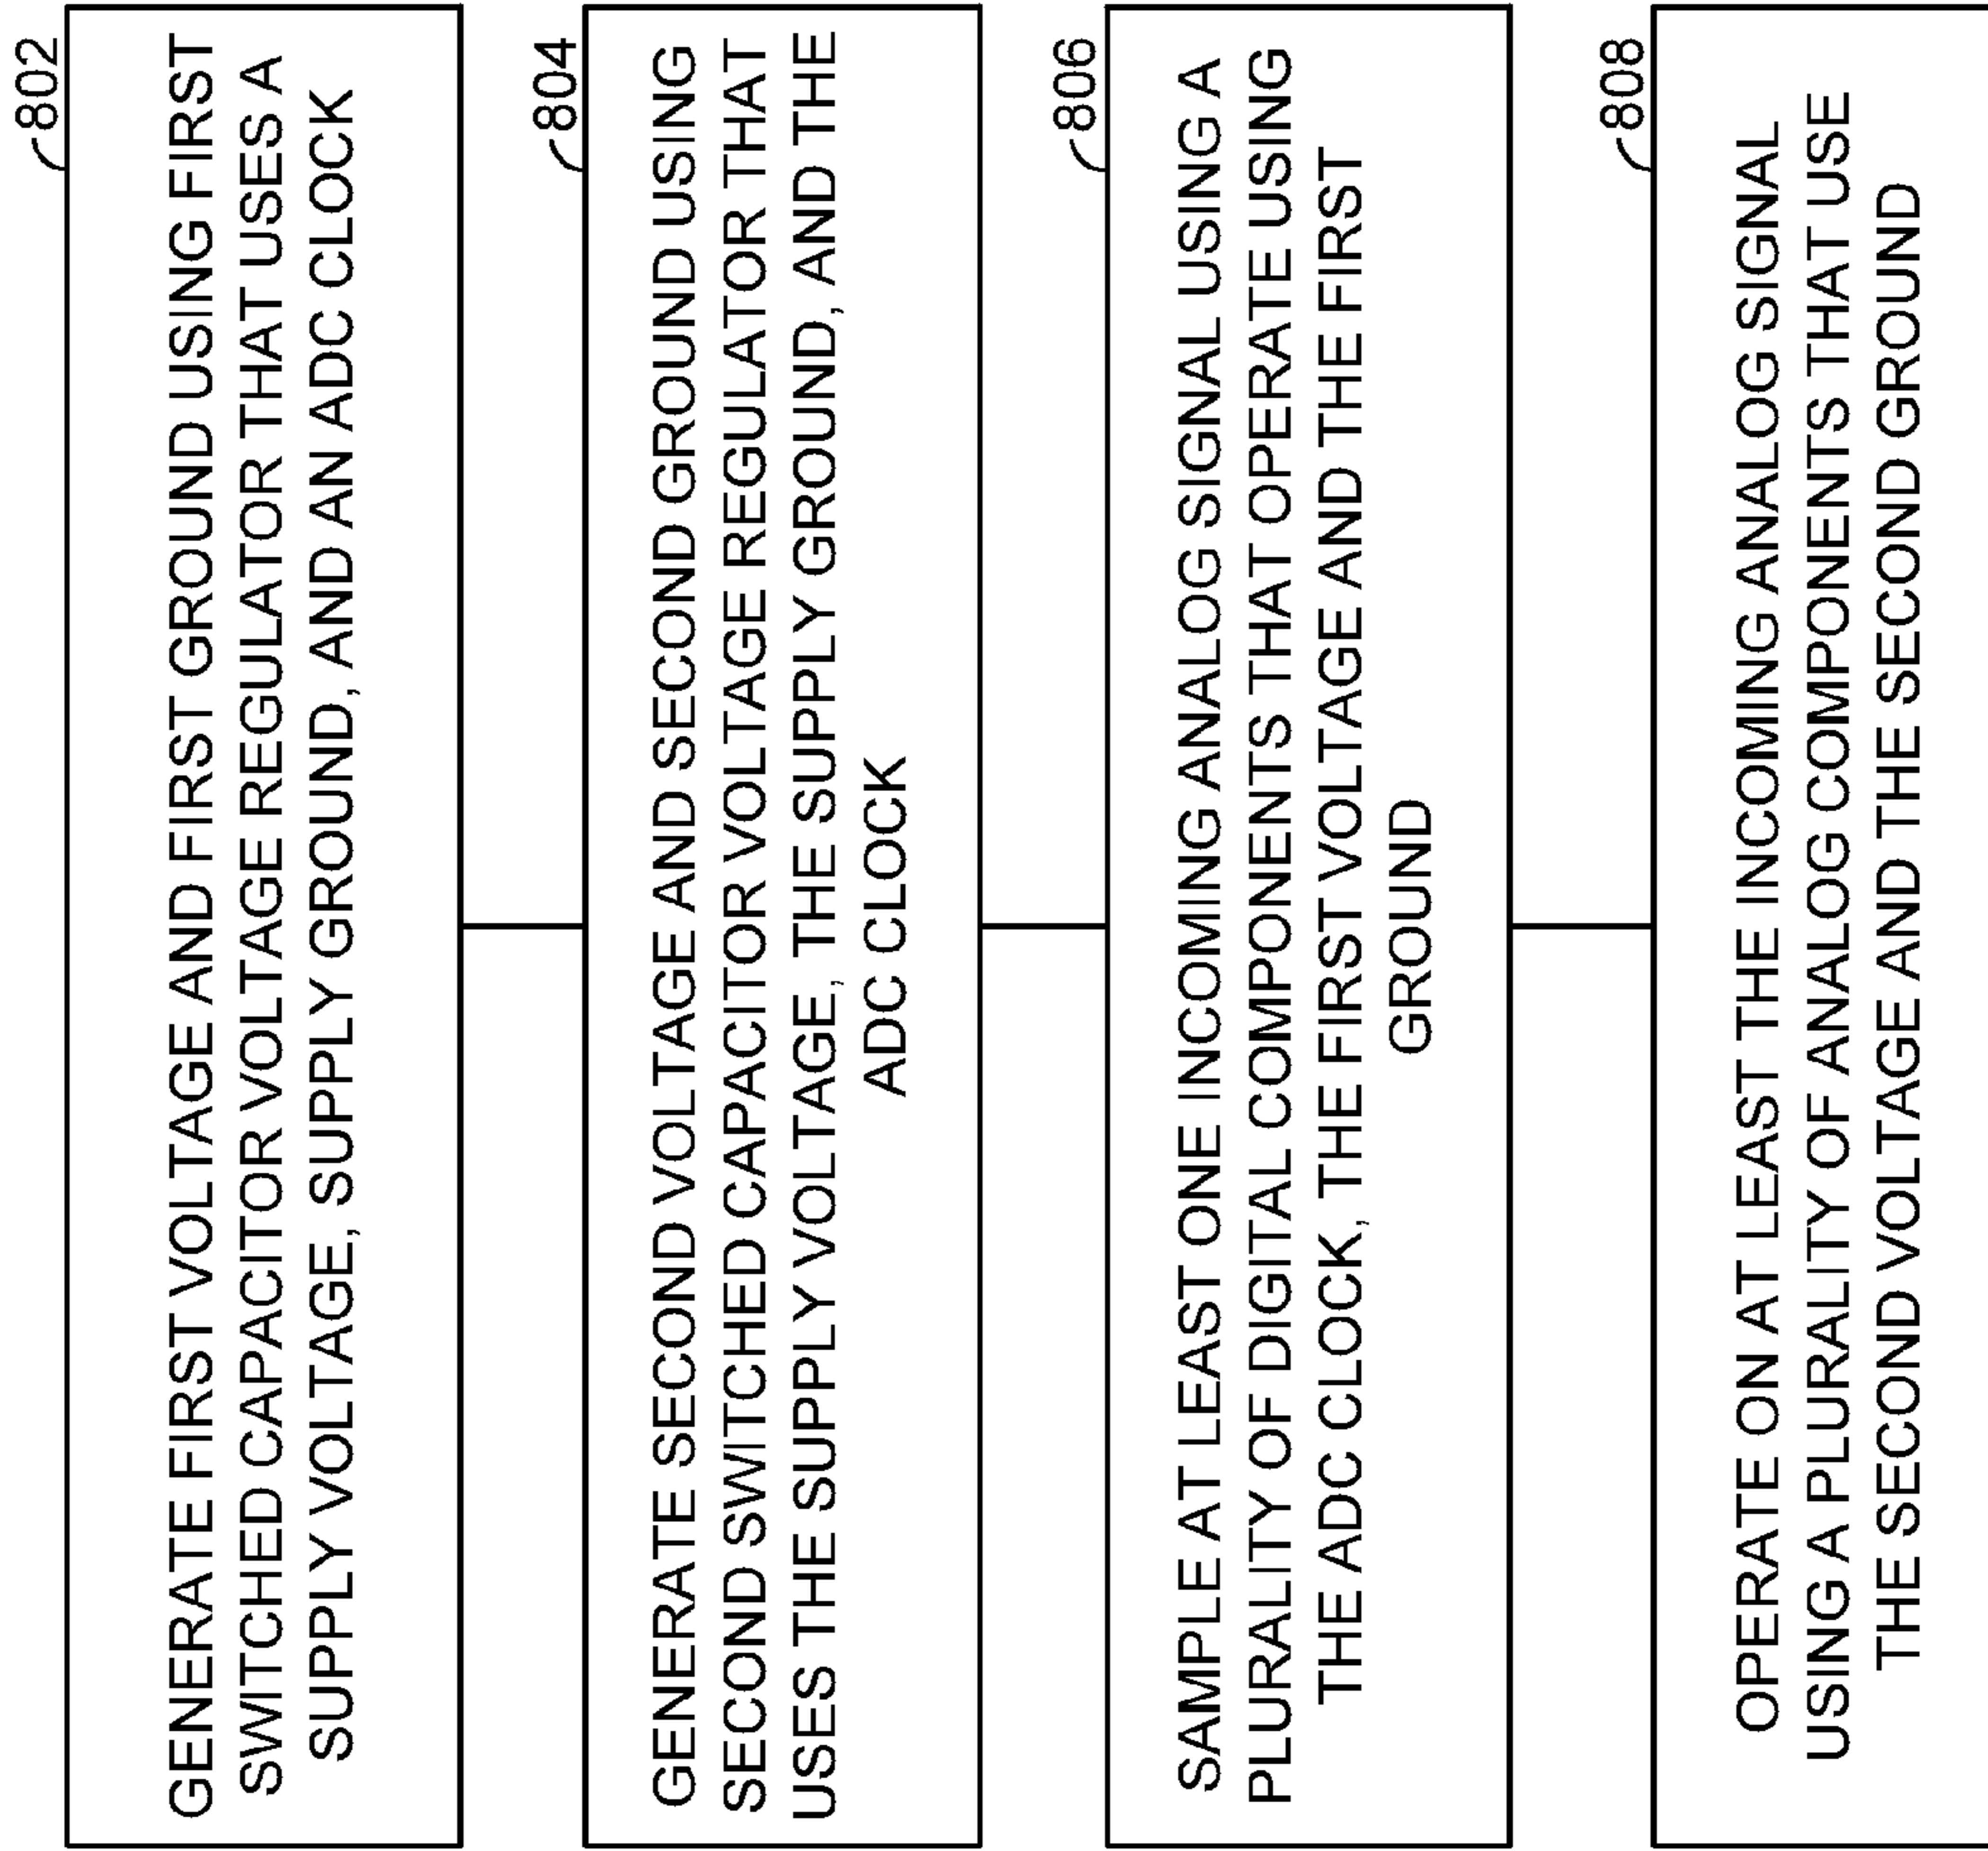 802
GENERATE FIRST VOLTAGE AND FIRST GROUND USING FIRST
SWITCHED CAPACITOR VOLTAGE REGULATOR THAT USES A
SUPPLY VOLTAGE, SUPPLY GROUND, AND AN ADC CLOCK
804
GENERATE SECOND VOLTAGE AND SECOND GROUND USING
SECOND SWITCHED CAPACITOR VOLTAGE REGULATOR THAT
USES THE SUPPLY VOLTAGE, THE SUPPLY GROUND, AND THE
ADC CLOCK
806
SAMPLE AT LEAST ONE INCOMING ANALOG SIGNAL USING A
PLURALITY OF DIGITAL COMPONENTS THAT OPERATE USING
THE ADC CLOCK, THE FIRST VOLTAGE AND THE FIRST
GROUND
808
OPERATE ON AT LEAST THE INCOMING ANALOG SIGNAL
USING A PLURALITY OF ANALOG COMPONENTS THAT USE
THE SECOND VOLTAGE AND THE SECOND GROUND